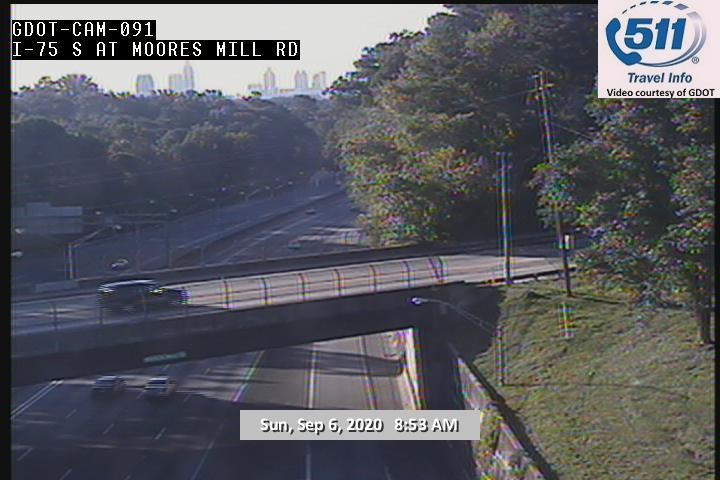 GDOT-CAM-091
I-75 S AT MOORES MILL RD
511
®
Travel Info
Video courtesy of GDOT
Sun, Sep 6, 2020 8:53 AM